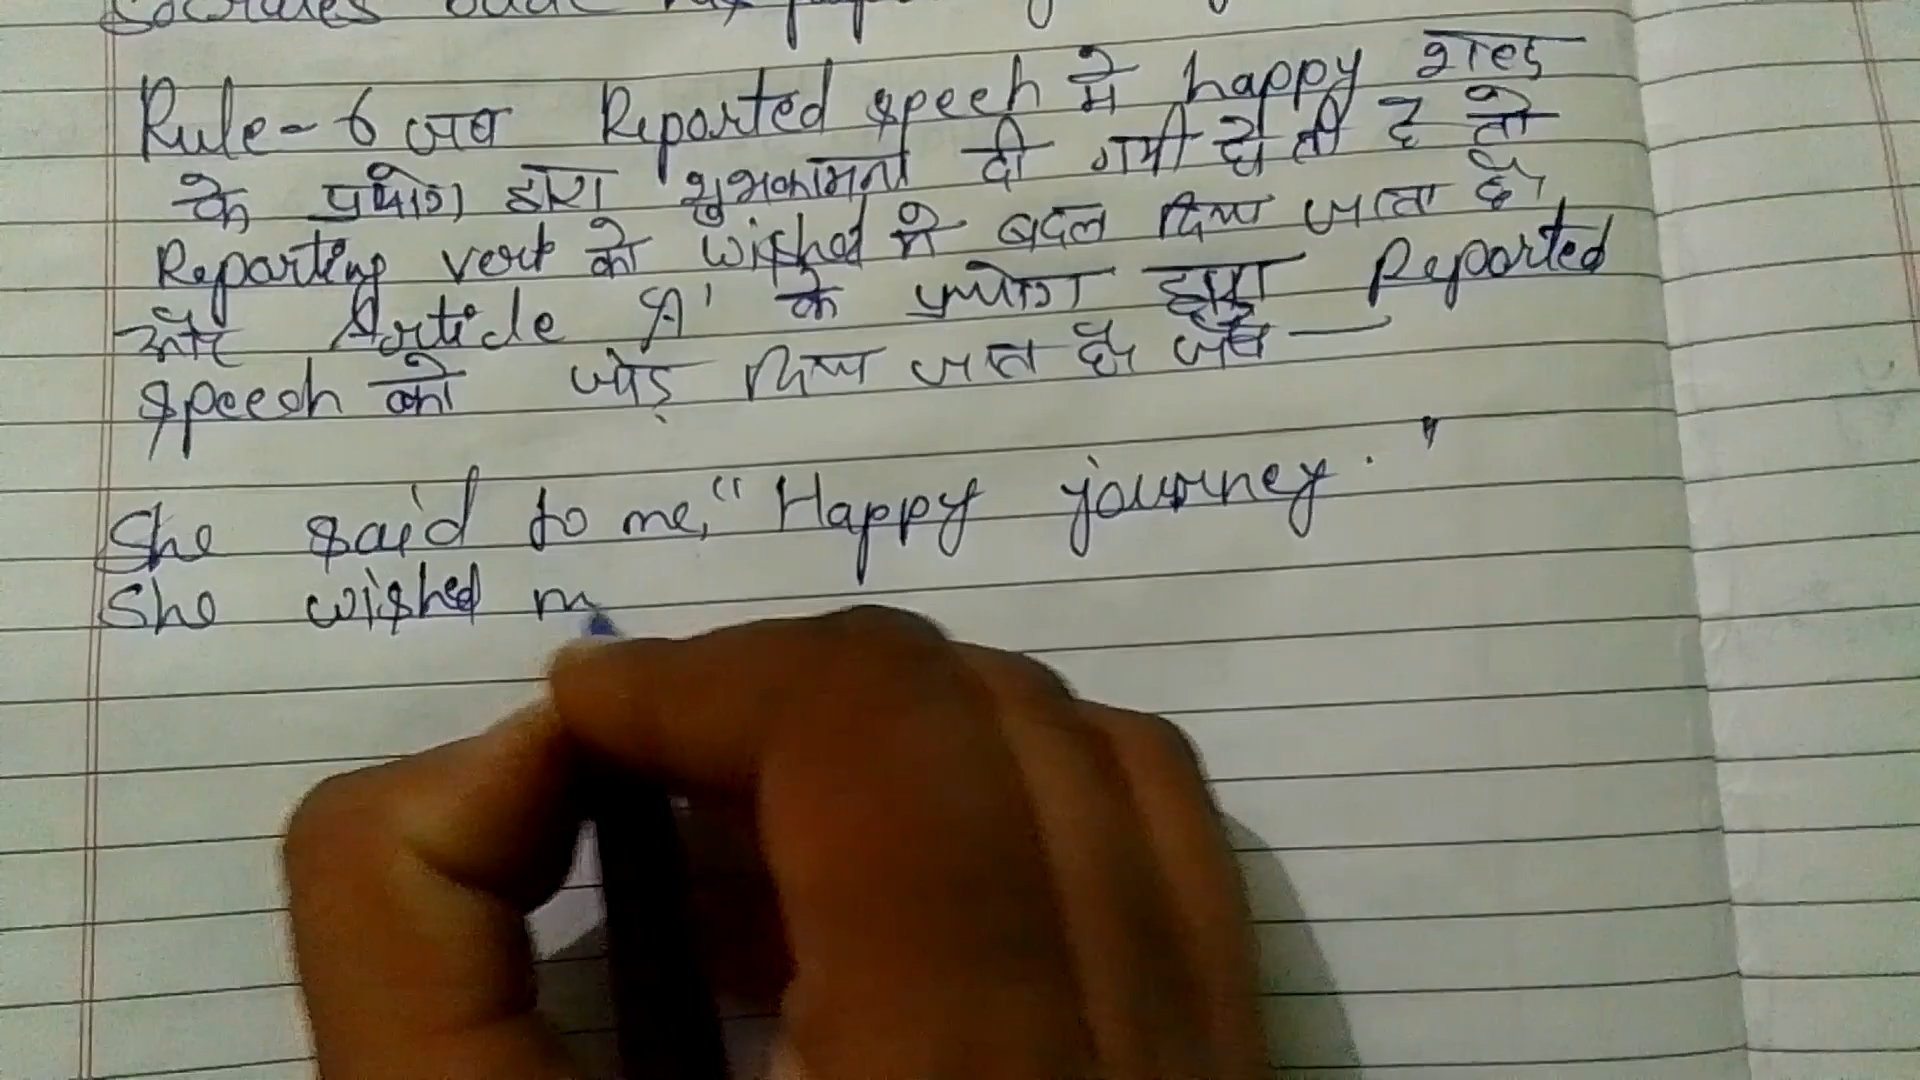 Socrates
Rule-6 जब Reported speech मे happy शब्द
के प्रयोग द्वारा शुभकामना दी गयी होती है तो
Reporting verb को wished मे बदल दिया जाता है।
और Article 'A' के प्रयोग द्वारा Reported
speech को जोड़ दिया जाता है। जैसे —
She said to me, "Happy journey."
She wished m